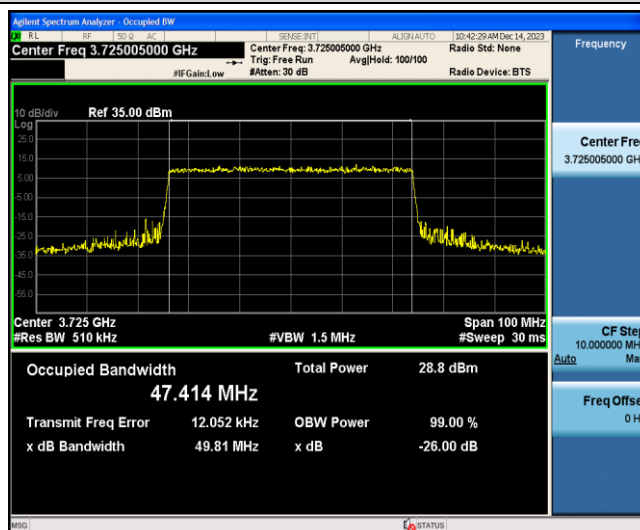 Agilent Spectrum Analyzer - Occupied BW
RL RF 50 Ω AC SENSE:INT ALIGN AUTO 10:42:29 AM Dec 14, 2023
Center Freq 3.725005000 GHz
Center Freq: 3.725005000 GHz
Radio Std: None
Trig: Free Run Avg|Hold: 100/100
#IFGain:Low
#Atten: 30 dB
Radio Device: BTS
10 dB/div Ref 35.00 dBm
Log
25.0
15.0
5.00
-5.00
-15.0
-25.0
-35.0
-45.0
-55.0
Center 3.725 GHz
Span 100 MHz
#Res BW 510 kHz
#VBW 1.5 MHz
#Sweep 30 ms
Occupied Bandwidth
47.414 MHz
Total Power 28.8 dBm
Transmit Freq Error 12.052 kHz
OBW Power 99.00 %
x dB Bandwidth 49.81 MHz
x dB -26.00 dB
MSG
STATUS
Frequency
Center Fre
3.725005000 GH
CF Step
10.000000 MH
Auto Ma
Freq Offse
0 H